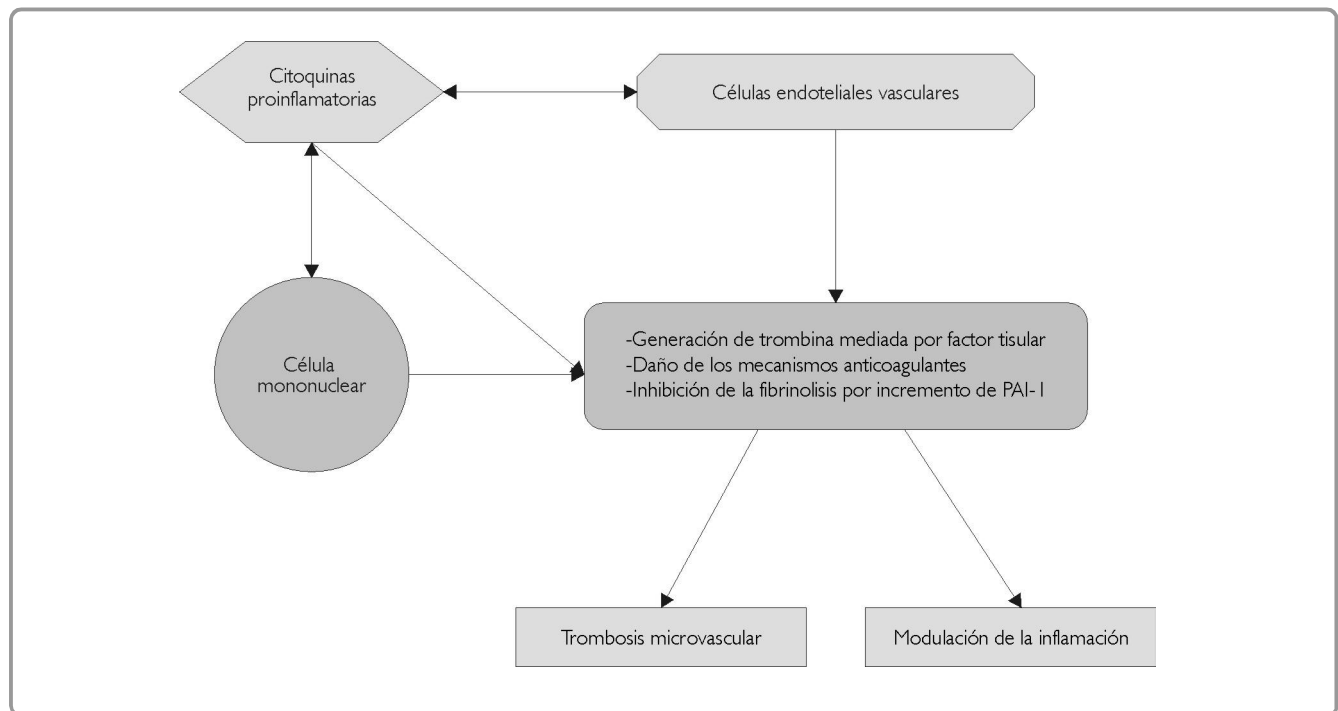 Citoquinas
proinflamatorias
Células endoteliales vasculares
Célula
mononuclear
-Generación de trombina mediada por factor tisular
-Daño de los mecanismos anticoagulantes
-Inhibición de la fibrinolisis por incremento de PAI-1
Trombosis microvascular
Modulación de la inflamación